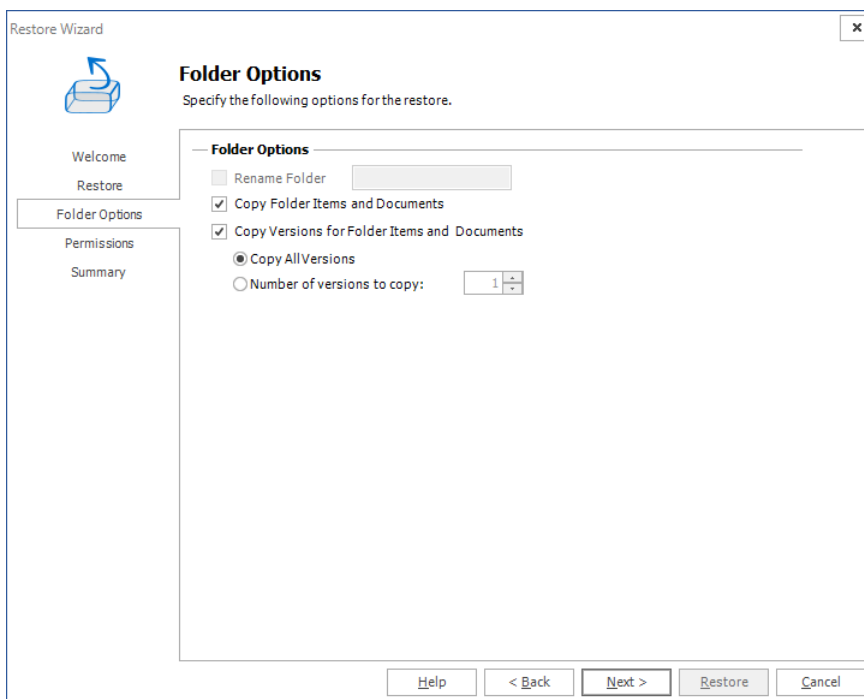 Restore Wizard
Folder Options
Specify the following options for the restore.
Welcome
Restore
Folder Options
Permissions
Summary
Folder Options
Rename Folder
Copy Folder Items and Documents
Copy Versions for Folder Items and Documents
Copy All Versions
Number of versions to copy: 1
Help < Back Next > Restore Cancel